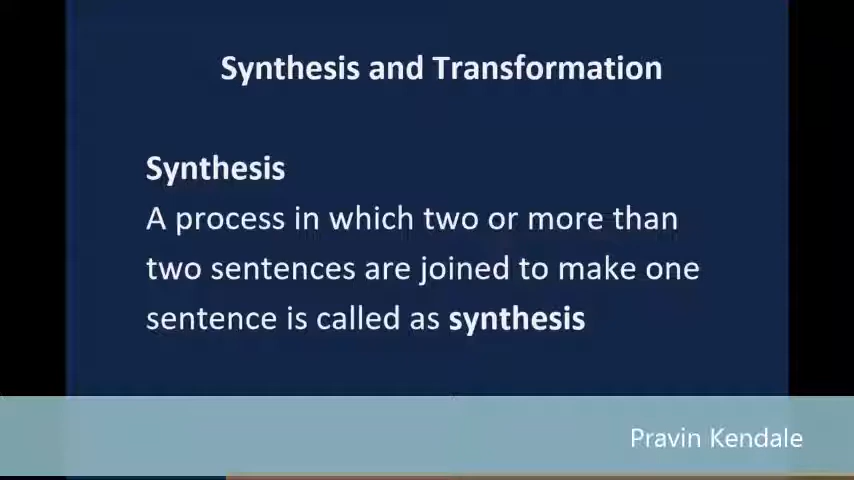 Synthesis and Transformation
Synthesis
A process in which two or more than
two sentences are joined to make one
sentence is called as synthesis
Pravin Kendale